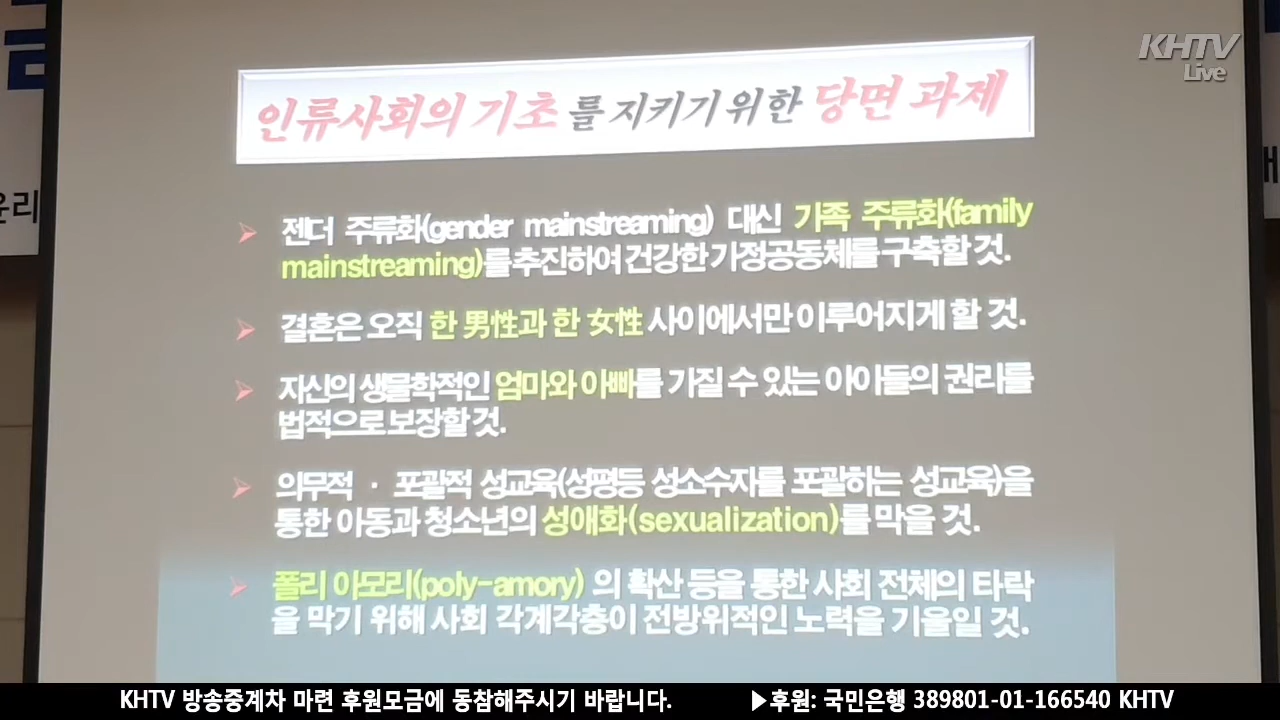 KHTV
Live
윤리
인류사회의 기초를 지키기 위한 당면 과제
젠더 주류화(gender mainstreaming) 대신 가족 주류화(family
mainstreaming)를 추진하여 건강한 가정공동체를 구축할 것.
결혼은 오직 한 男性과 한 女性 사이에서만 이루어지게 할 것.
자신의 생물학적인 엄마와 아빠를 가질 수 있는 아이들의 권리를
법적으로 보장할 것.
의무적 · 포괄적 성교육(성평등 성소수자를 포괄하는 성교육)을
통한 아동과 청소년의 성애화(sexualization)를 막을 것.
폴리 아모리(poly-amory) 의 확산 등을 통한 사회 전체의 타락
을 막기 위해 사회 각계각층이 전방위적인 노력을 기울일 것.
KHTV 방송중계차 마련 후원모금에 동참해주시기 바랍니다. ▶후원: 국민은행 389801-01-166540 KHTV